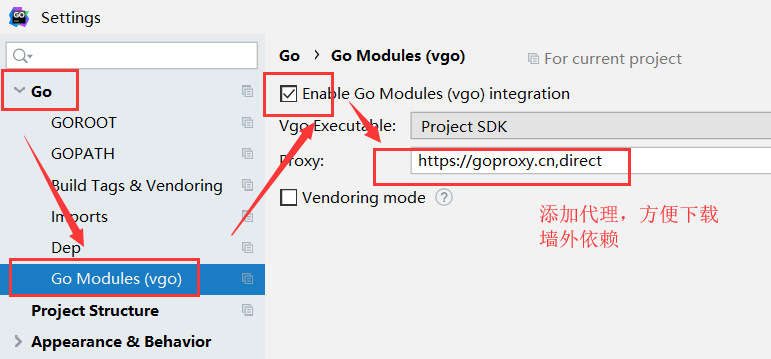 GO
Settings
Go
GOROOT
GOPATH
Build Tags & Vendoring
Imports
Dep
Go Modules (vgo)
Project Structure
Appearance & Behavior
Go › Go Modules (vgo)
For current project
Enable Go Modules (vgo) integration
Vgo Executable: Project SDK
Proxy: https://goproxy.cn,direct
Vendoring mode ?
添加代理，方便下载
墙外依赖